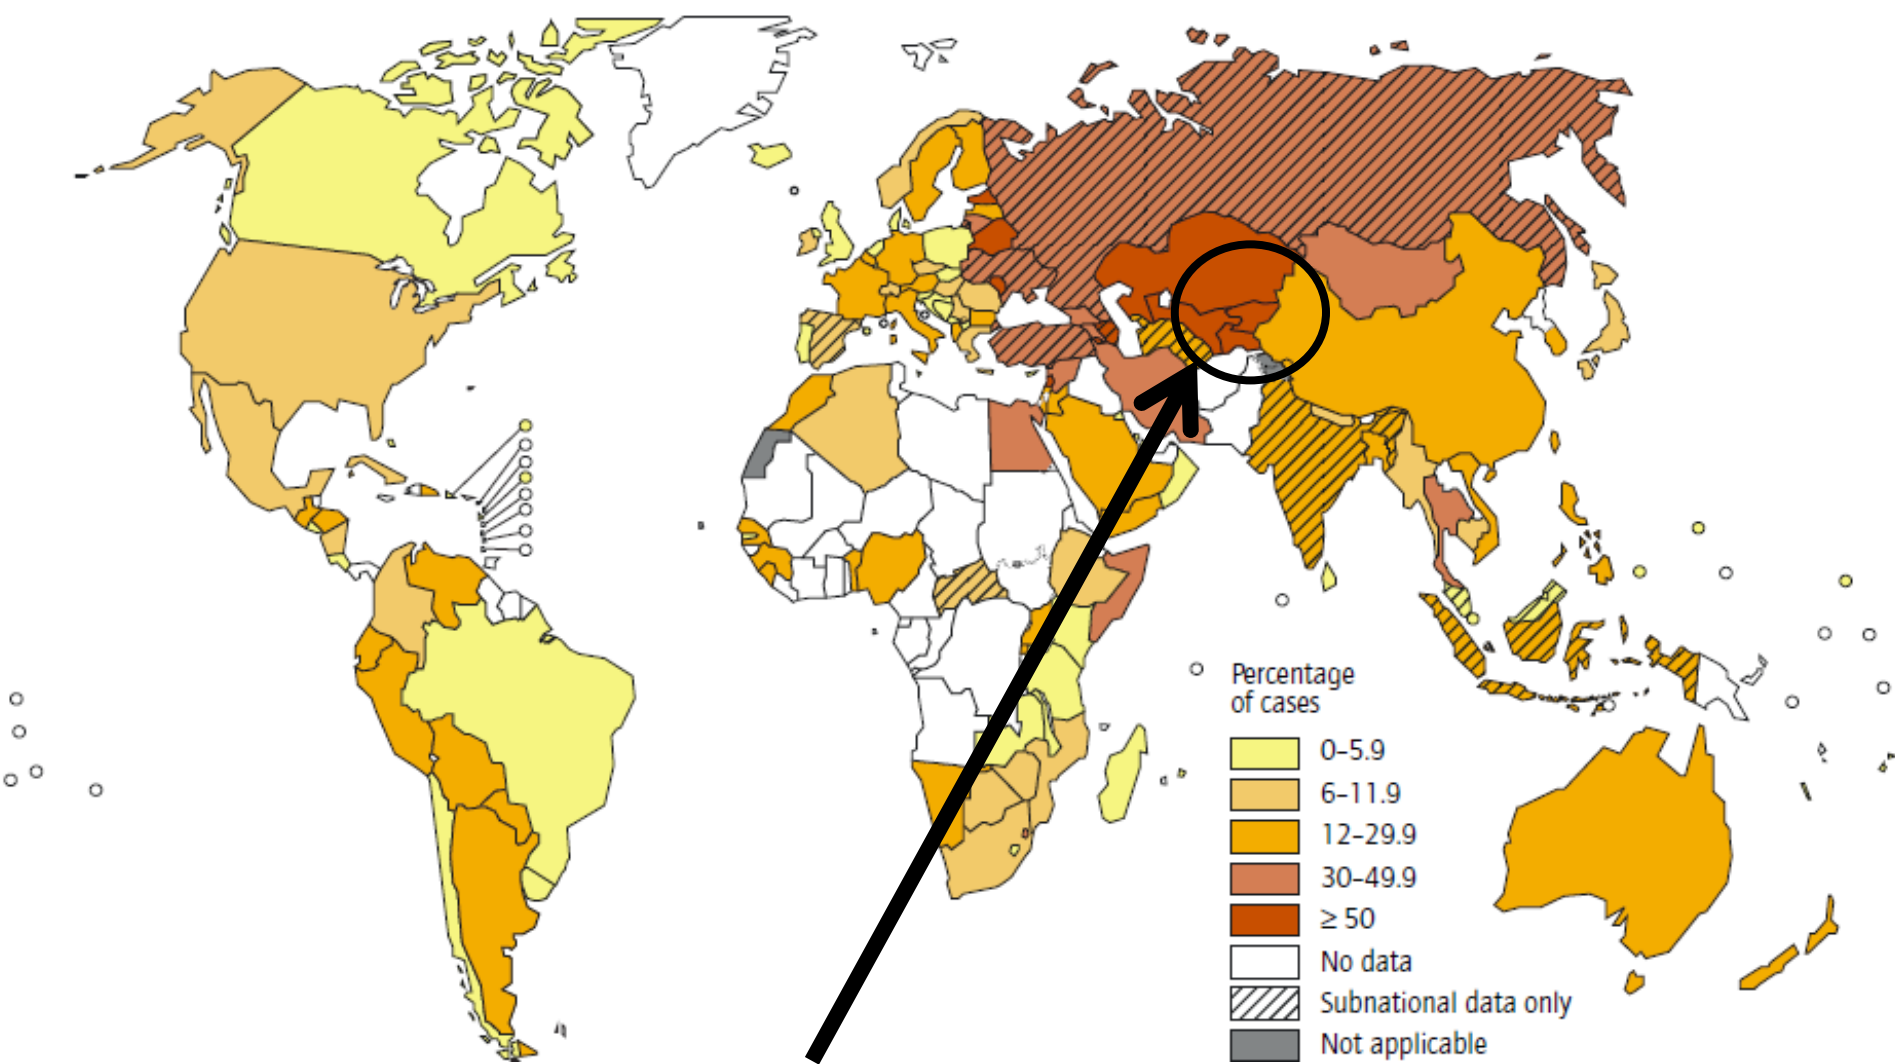 Percentage
of cases
0–5.9
6–11.9
12–29.9
30–49.9
≥ 50
No data
Subnational data only
Not applicable